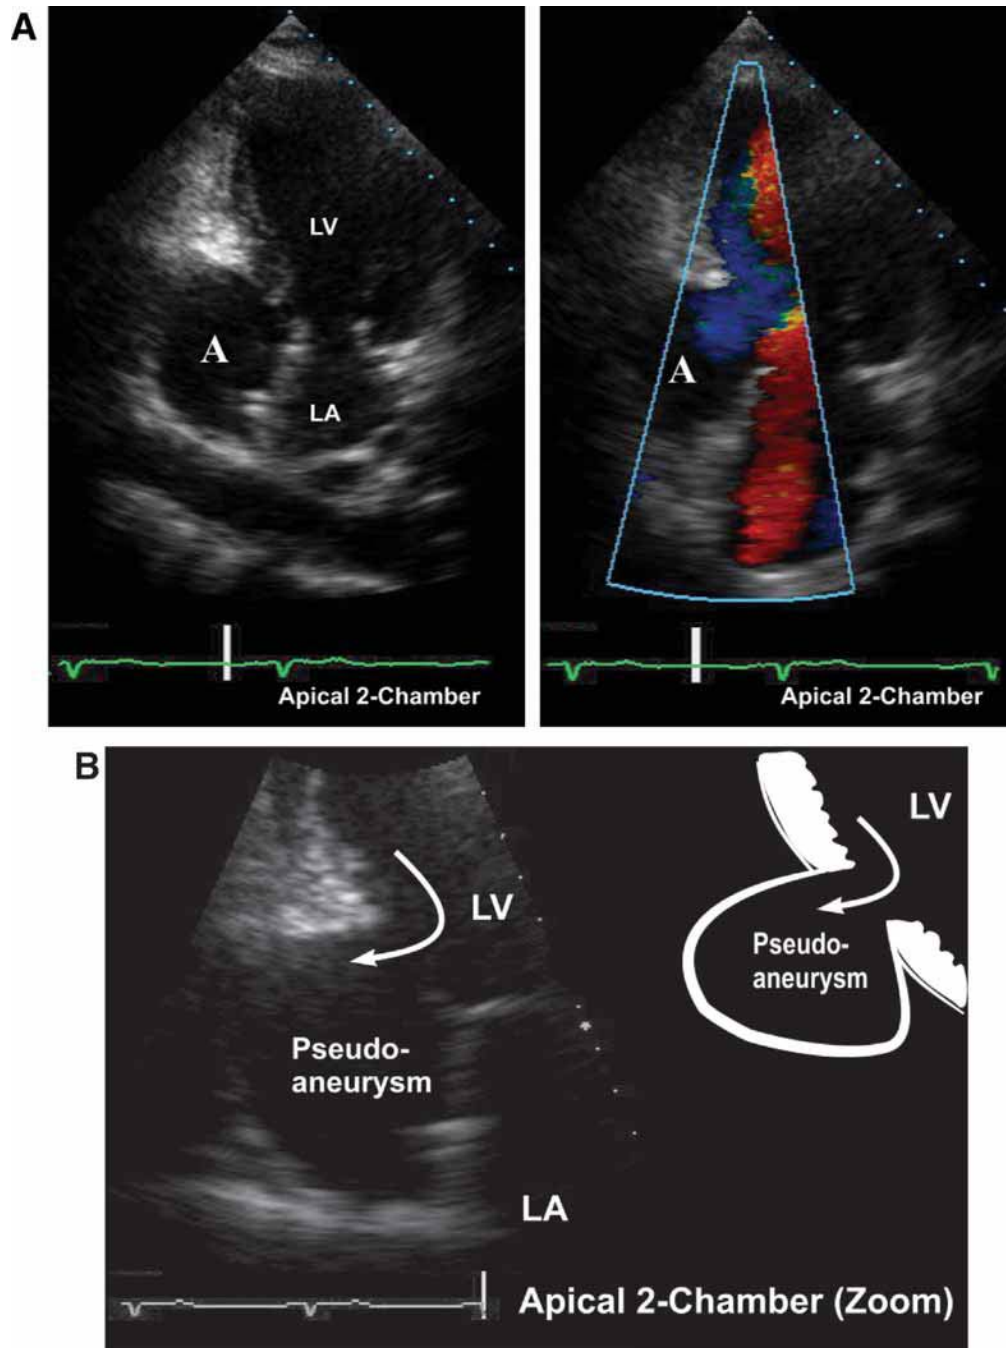 A
LV
A
LA
Apical 2-Chamber
A
Apical 2-Chamber
B
LV
Pseudo-
aneurysm
LA
Apical 2-Chamber (Zoom)
LV
Pseudo-
aneurysm